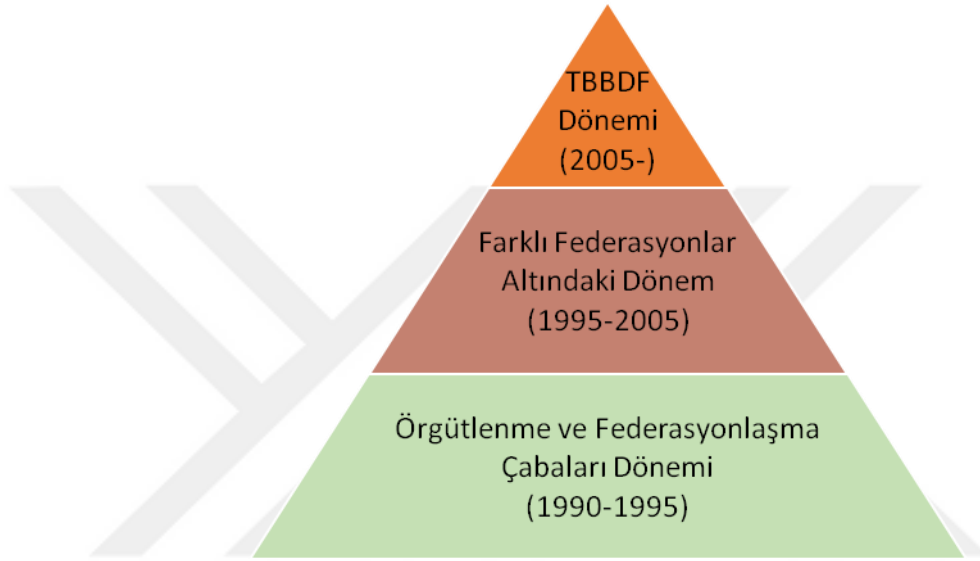 TBBDF
Dönemi
(2005-)
Farklı Federasyonlar
Altındaki Dönem
(1995-2005)
Örgütlenme ve Federasyonlaşma
Çabaları Dönemi
(1990-1995)